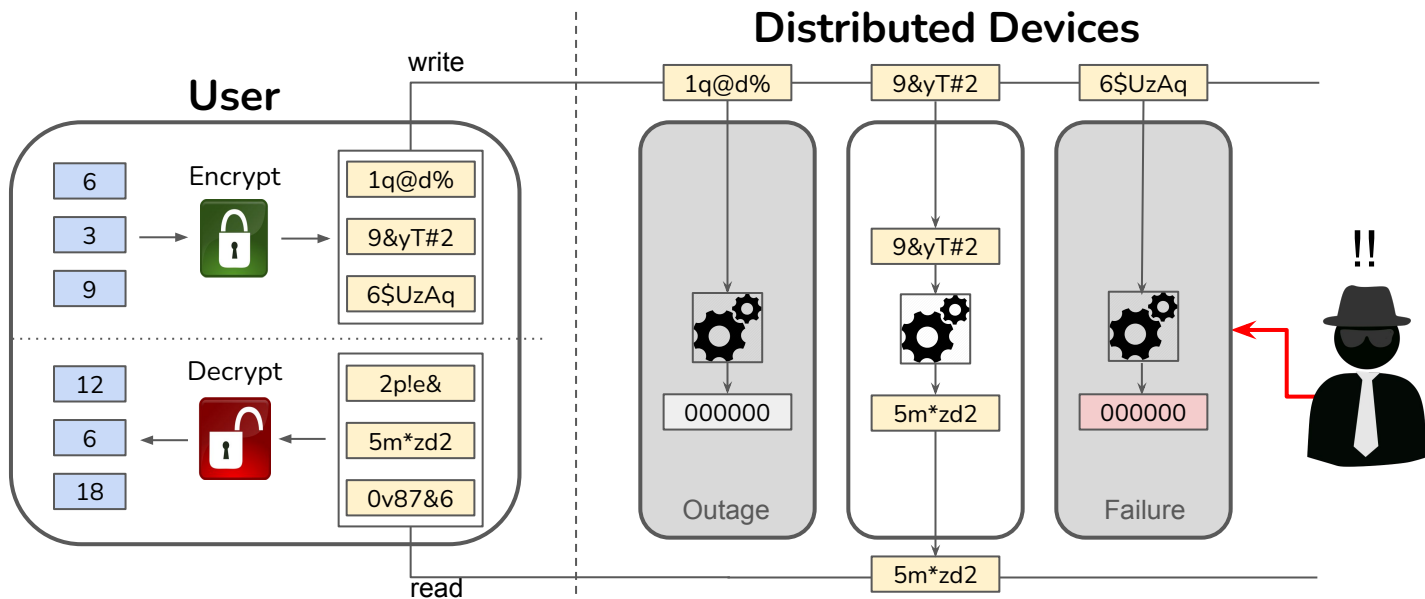 Distributed Devices
User
write
1q@d%
9&yT#2
6$UzAq
6
3
9
Encrypt
1q@d%
9&yT#2
6$UzAq
12
6
18
Decrypt
2p!e&
5m*zd2
0v87&6
read
000000
Outage
9&yT#2
5m*zd2
5m*zd2
000000
Failure
!!